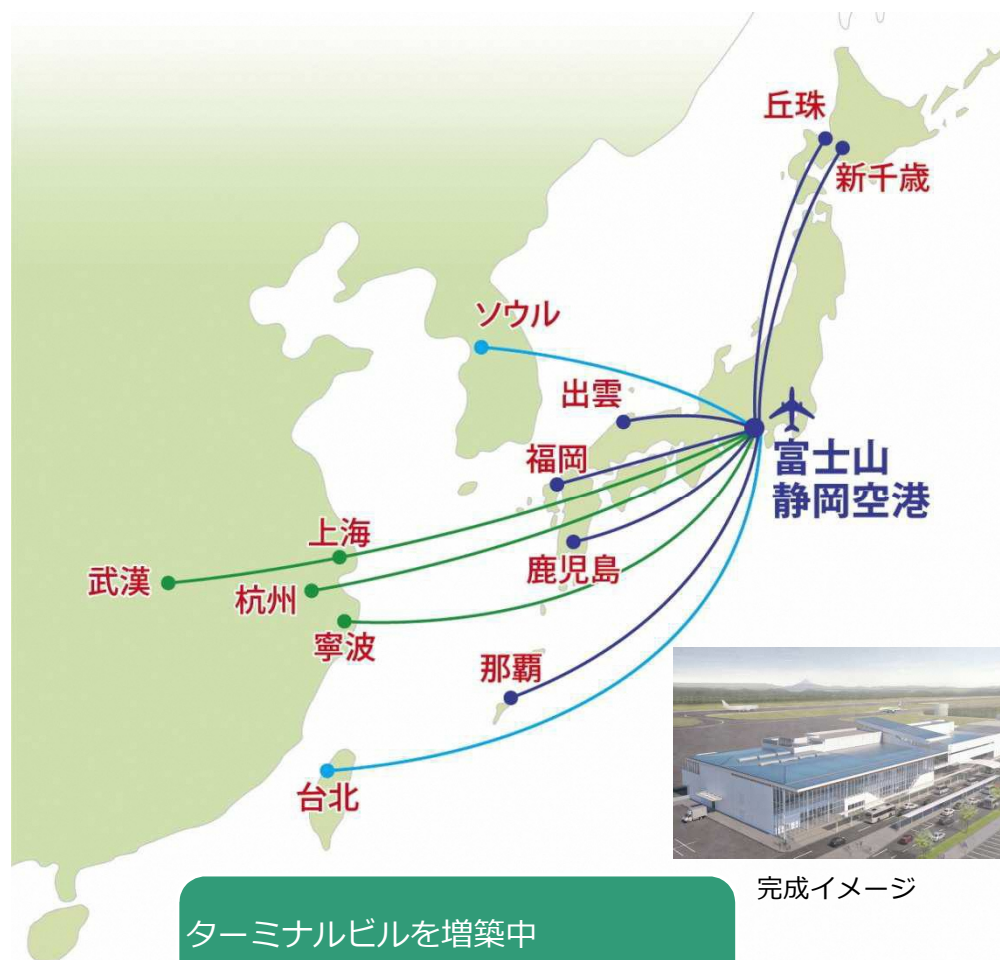 丘珠
新千歳
ソウル
出雲
福岡
富士山
静岡空港
上海
武漢
杭州
鹿児島
寧波
那覇
台北
完成イメージ
ターミナルビルを増築中